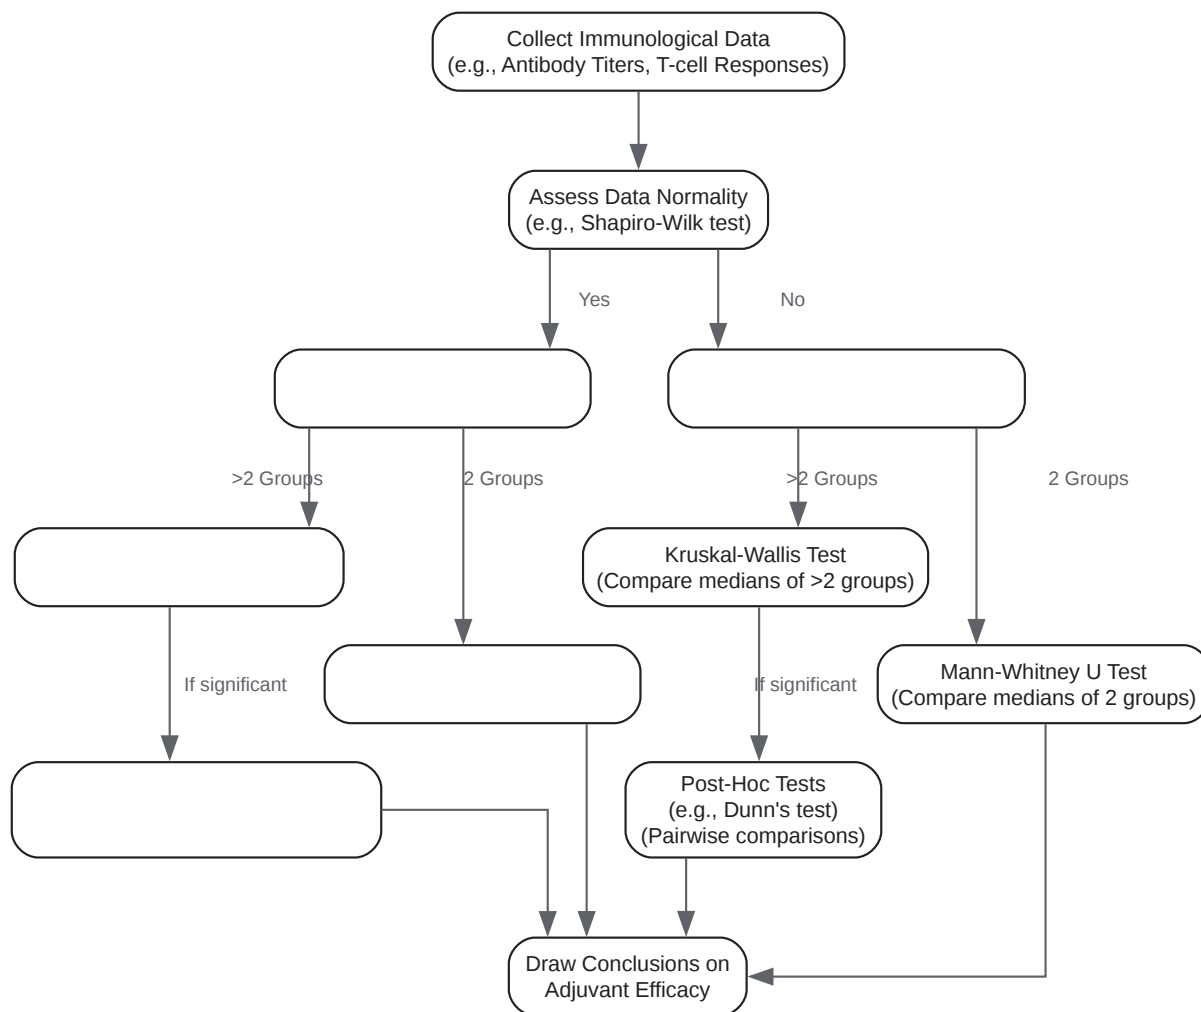 Collect Immunological Data
(e.g., Antibody Titers, T-cell Responses)
Assess Data Normality
(e.g., Shapiro-Wilk test)
Yes
No
>2 Groups
2 Groups
>2 Groups
2 Groups
Kruskal-Wallis Test
(Compare medians of >2 groups)
If significant
If significant
Mann-Whitney U Test
(Compare medians of 2 groups)
Post-Hoc Tests
(e.g., Dunn's test)
(Pairwise comparisons)
Draw Conclusions on
Adjuvant Efficacy